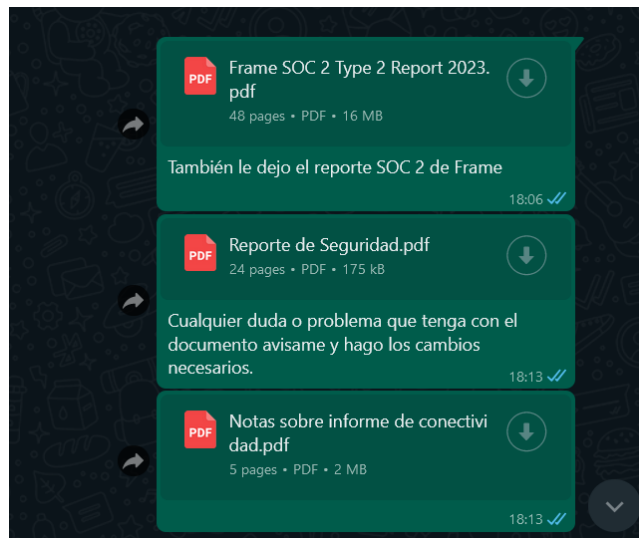 PDF
Frame SOC 2 Type 2 Report 2023.
pdf
48 pages • PDF • 16 MB
También le dejo el reporte SOC 2 de Frame
18:06
PDF
Reporte de Seguridad.pdf
24 pages • PDF • 175 kB
Cualquier duda o problema que tenga con el
documento avisame y hago los cambios
necesarios.
18:13
PDF
Notas sobre informe de conectivi
dad.pdf
5 pages • PDF • 2 MB
18:13